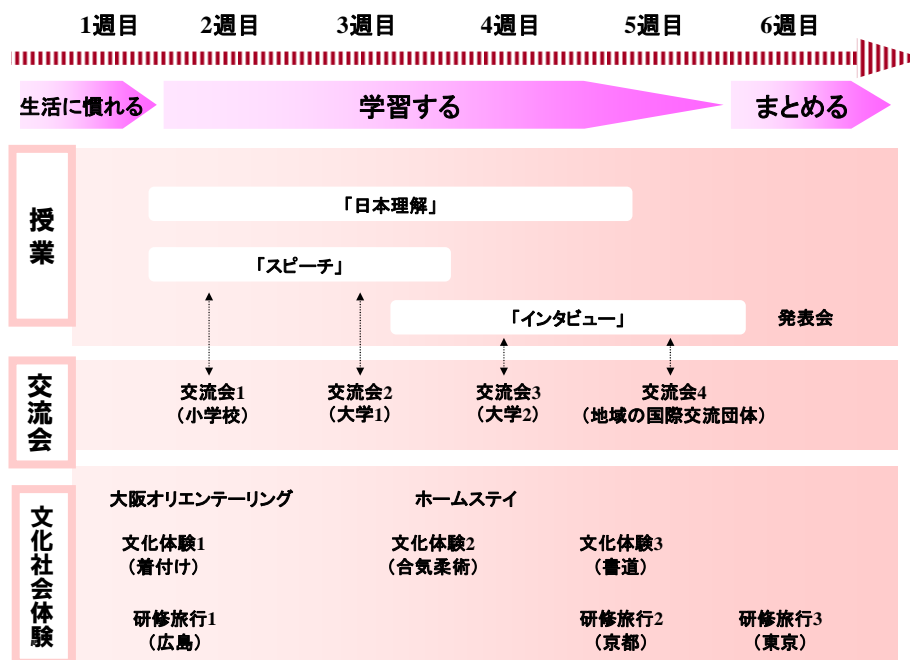 1週目 2週目 3週目 4週目 5週目 6週目
生活に慣れる 学習する まとめる
授業
「日本理解」
「スピーチ」
「インタビュー」 発表会
交流会
交流会1 交流会2 交流会3 交流会4
(小学校) (大学1) (大学2) (地域の国際交流団体)
文化社会体験
大阪オリエンテーリング ホームステイ
文化体験1 文化体験2 文化体験3
(着付け) (合気柔術) (書道)
研修旅行1 研修旅行2 研修旅行3
(広島) (京都) (東京)